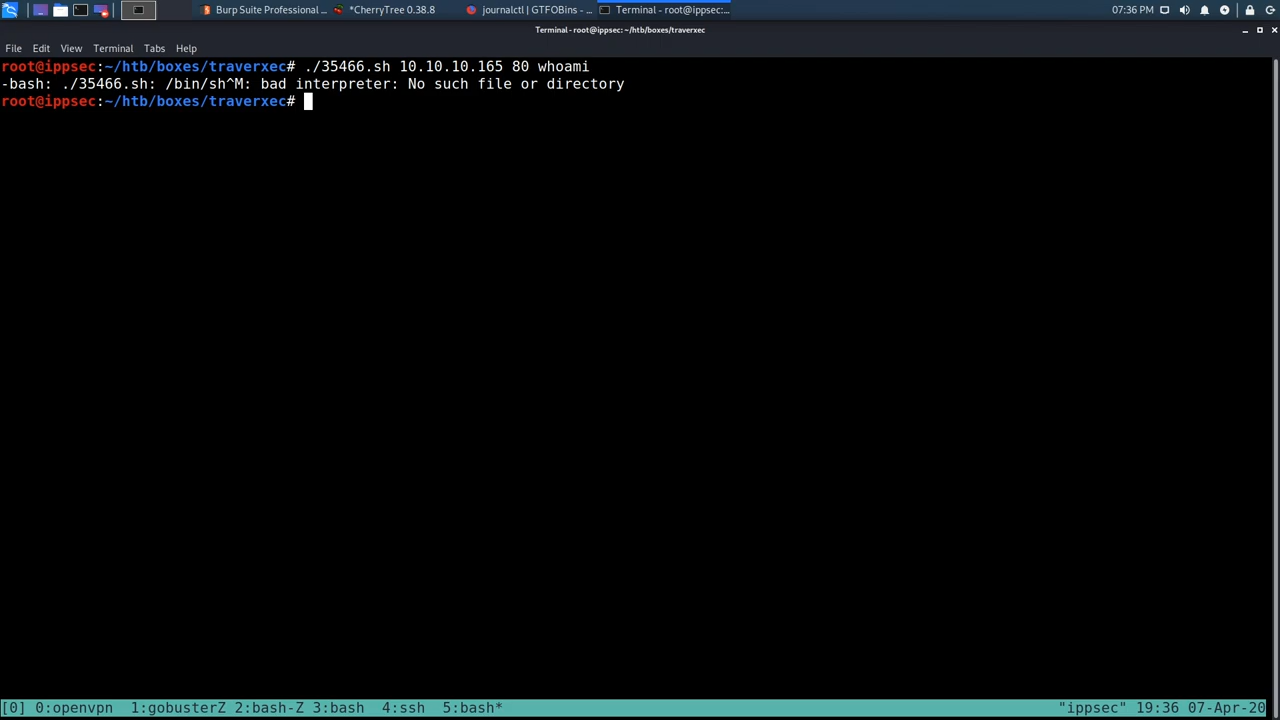 Burp Suite Professional ...
*CherryTree 0.38.8
journalctl | GTFOBins - ...
Terminal - root@ippsec:...
07:36 PM
Terminal - root@ippsec: ~/htb/boxes/traverxec
File Edit View Terminal Tabs Help
root@ippsec:~/htb/boxes/traverxec# ./35466.sh 10.10.10.165 80 whoami
-bash: ./35466.sh: /bin/sh^M: bad interpreter: No such file or directory
root@ippsec:~/htb/boxes/traverxec#
[0] 0:openvpn  1:gobusterZ 2:bash-Z 3:bash  4:ssh  5:bash* "ippsec" 19:36 07-Apr-20